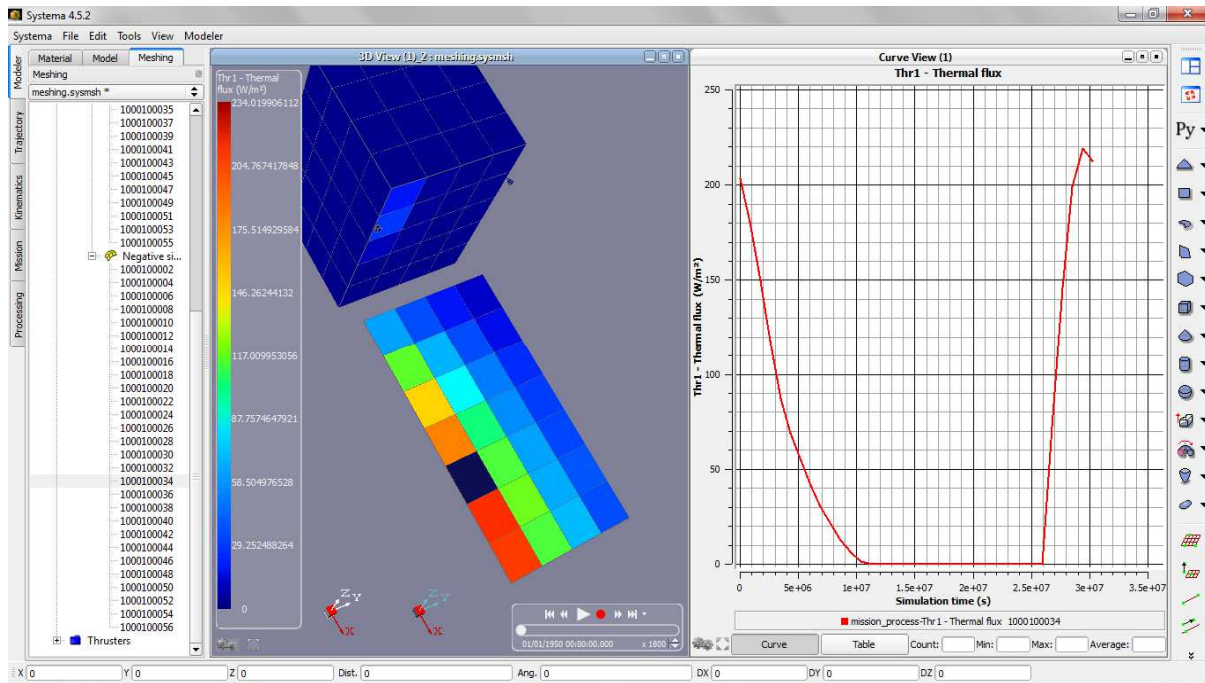 Systema 4.5.2
Systema File Edit Tools View Modeler
Modeler
Trajectory
Kinematics
Mission
Processing
Material Model Meshing
Meshing
meshing.sysmsh *
1000100035
1000100037
1000100039
1000100041
1000100043
1000100045
1000100047
1000100049
1000100051
1000100053
1000100055
Negative si...
1000100002
1000100004
1000100006
1000100008
1000100010
1000100012
1000100014
1000100016
1000100018
1000100020
1000100022
1000100024
1000100026
1000100028
1000100030
1000100032
1000100034
1000100036
1000100038
1000100040
1000100042
1000100044
1000100046
1000100048
1000100050
1000100052
1000100054
1000100056
Thrusters
3D View (1)_2 : meshing.sysmsh
Thr1 - Thermal
flux (W/m²)
234.019906112
204.767417848
175.514929584
146.26244132
117.009953056
87.7574647921
58.504976528
29.252488264
0
Z Y
X
Z Y
X
01/01/1950 00:00:00.000 x 1800
Curve View (1)
Thr1 - Thermal flux
Thr1 - Thermal flux (W/m²)
250
200
150
100
50
0
0 5e+06 1e+07 1.5e+07 2e+07 2.5e+07 3e+07 3.5e+07
Simulation time (s)
mission_process-Thr1 - Thermal flux 1000100034
Curve Table Count: Min: Max: Average:
Py
X 0 Y 0 Z 0 Dist. 0 Ang. 0 DX 0 DY 0 DZ 0